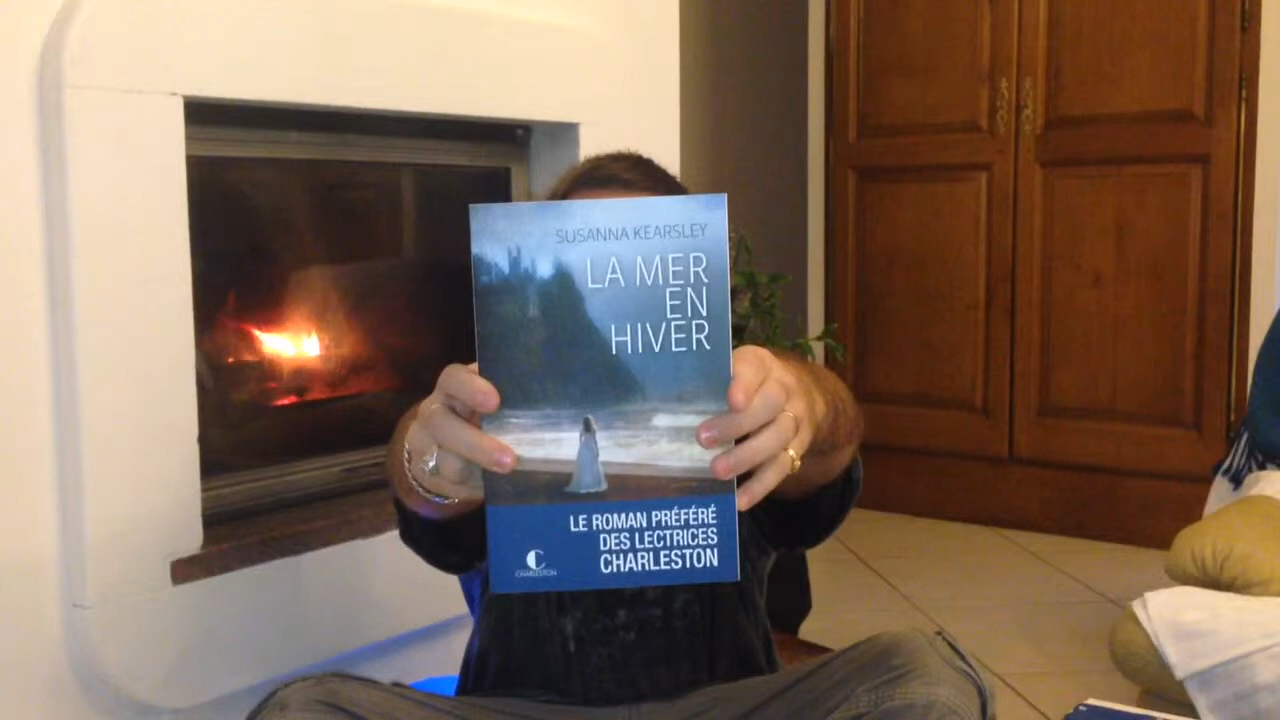 SUSANNA KEARSLEY
LA MER
EN
HIVER
LE ROMAN PRÉFÉRÉ
DES LECTRICES
CHARLESTON
C
CHARLESTON